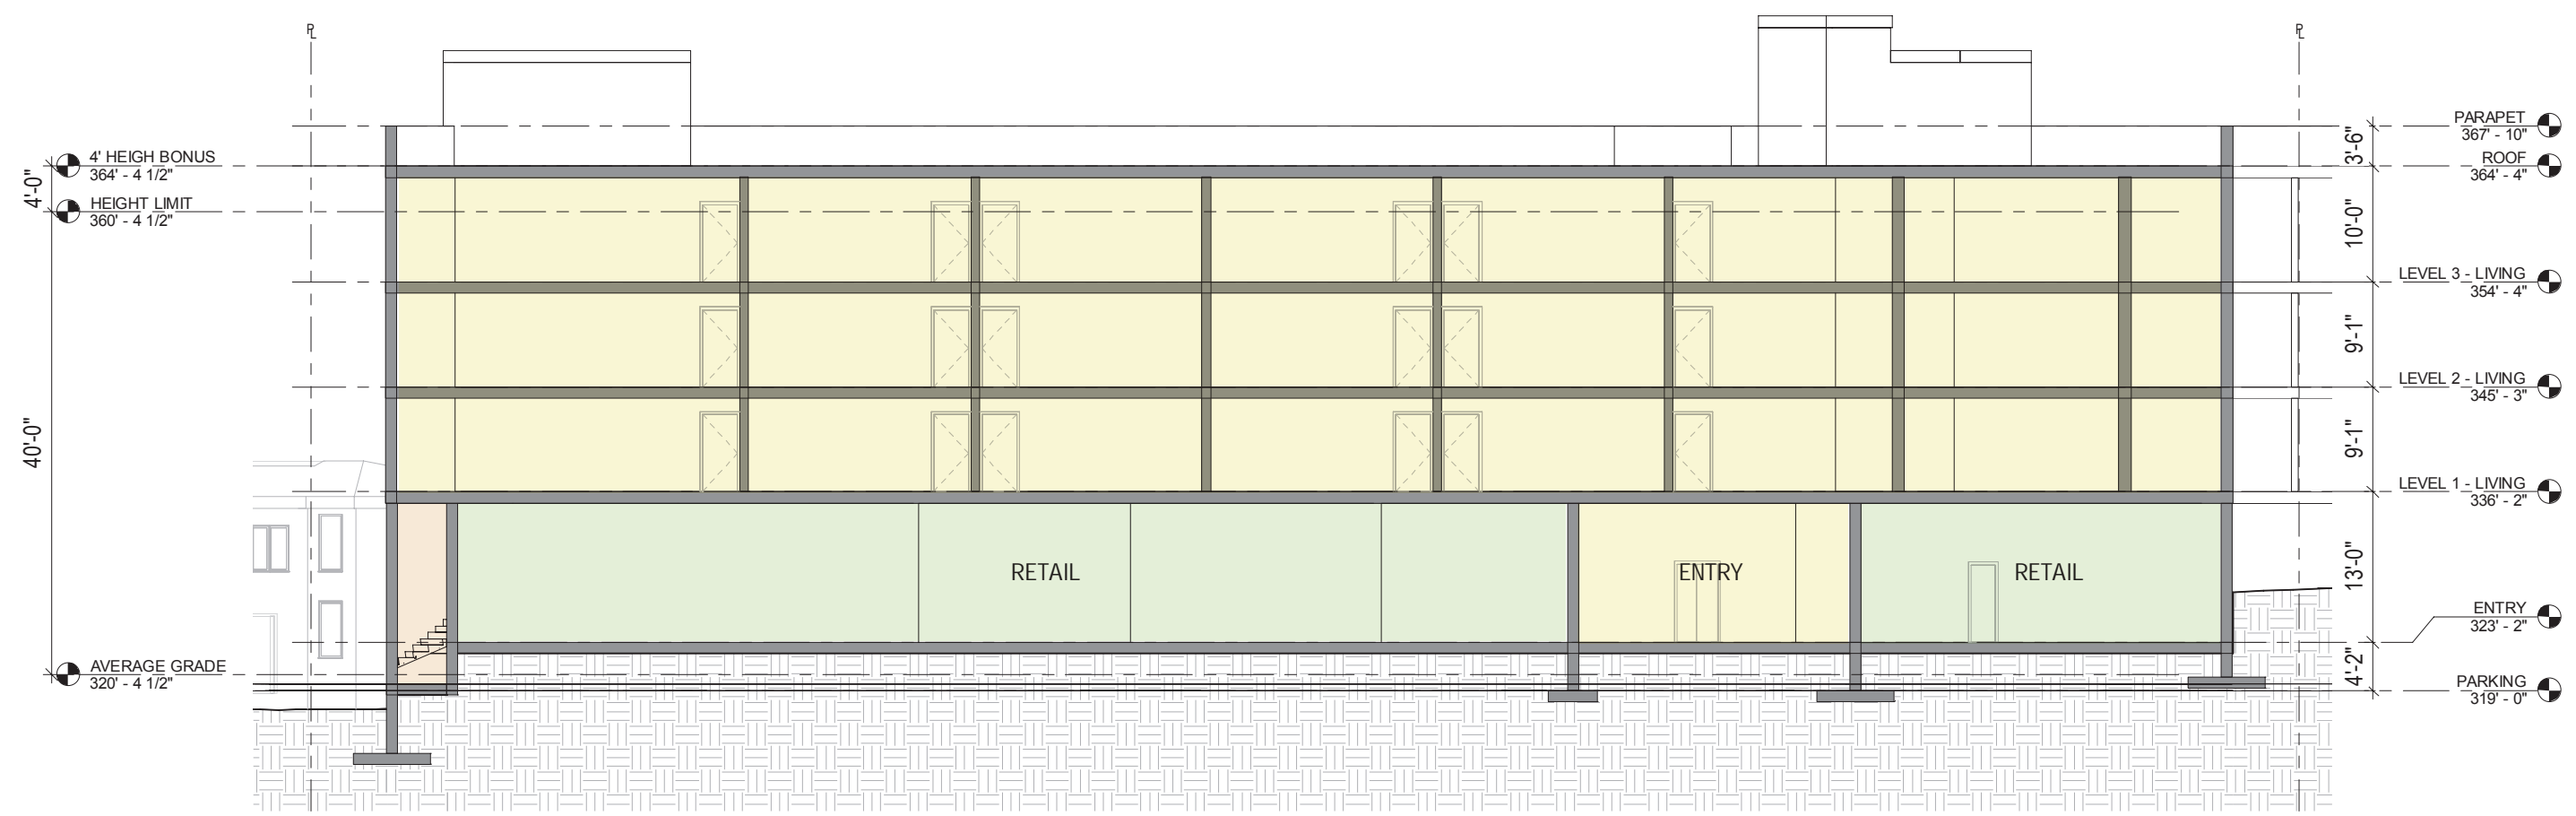 PL
PL
4' HEIGH BONUS
364' - 4 1/2"
HEIGHT LIMIT
360' - 4 1/2"
AVERAGE GRADE
320' - 4 1/2"
4'-0"
40'-0"
RETAIL
ENTRY
RETAIL
3'-6"
10'-0"
9'-1"
9'-1"
13'-0"
4'-2"
PARAPET
367' - 10"
ROOF
364' - 4"
LEVEL 3 - LIVING
354' - 4"
LEVEL 2 - LIVING
345' - 3"
LEVEL 1 - LIVING
336' - 2"
ENTRY
323' - 2"
PARKING
319' - 0"